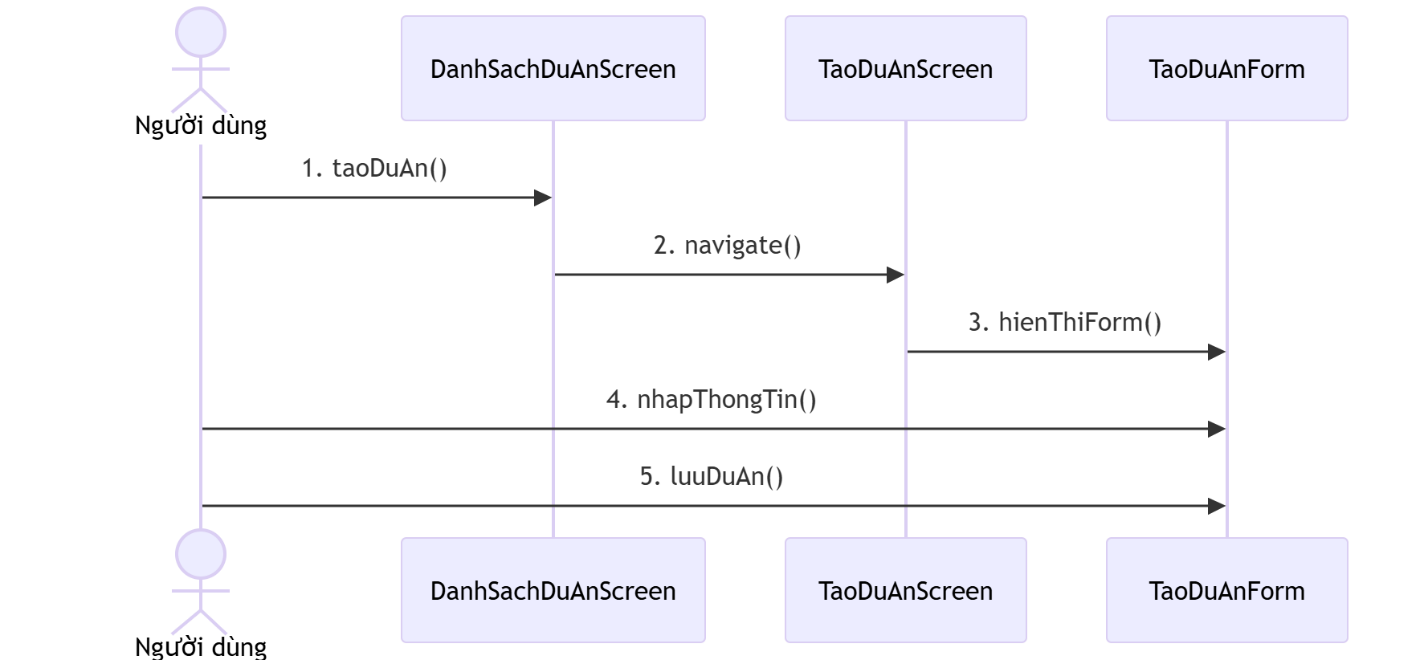 DanhSachDuAnScreen
TaoDuAnScreen
TaoDuAnForm
Người dùng
1. taoDuAn()
2. navigate()
3. hienThiForm()
4. nhapThongTin()
5. luuDuAn()
DanhSachDuAnScreen
TaoDuAnScreen
TaoDuAnForm
Người dùng